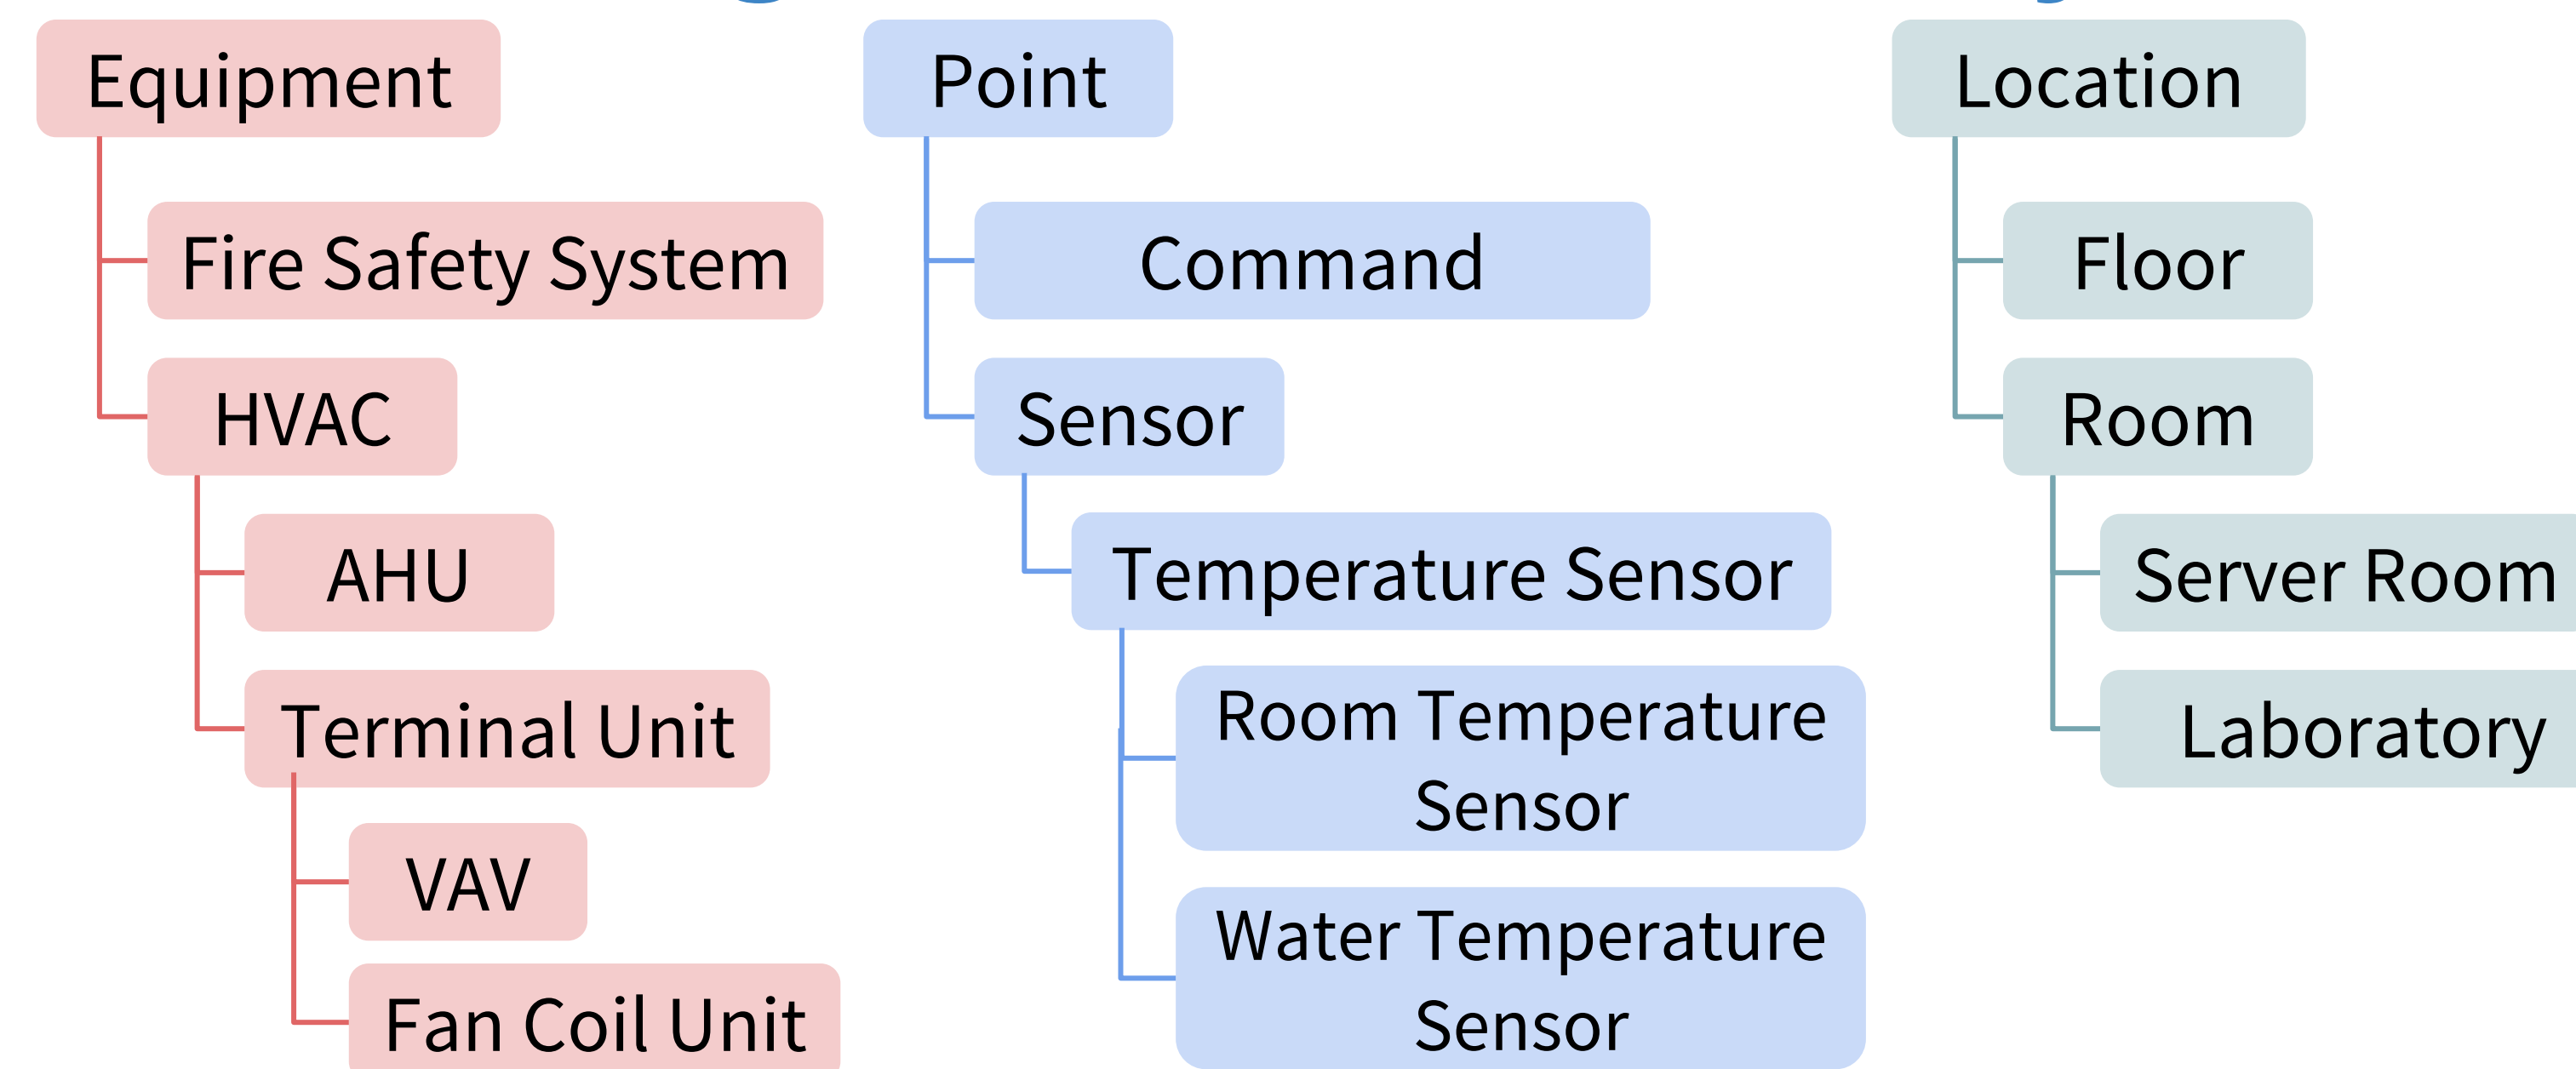 Equipment
Fire Safety System
HVAC
AHU
Terminal Unit
VAV
Fan Coil Unit
Point
Command
Sensor
Temperature Sensor
Room Temperature
Sensor
Water Temperature
Sensor
Location
Floor
Room
Server Room
Laboratory